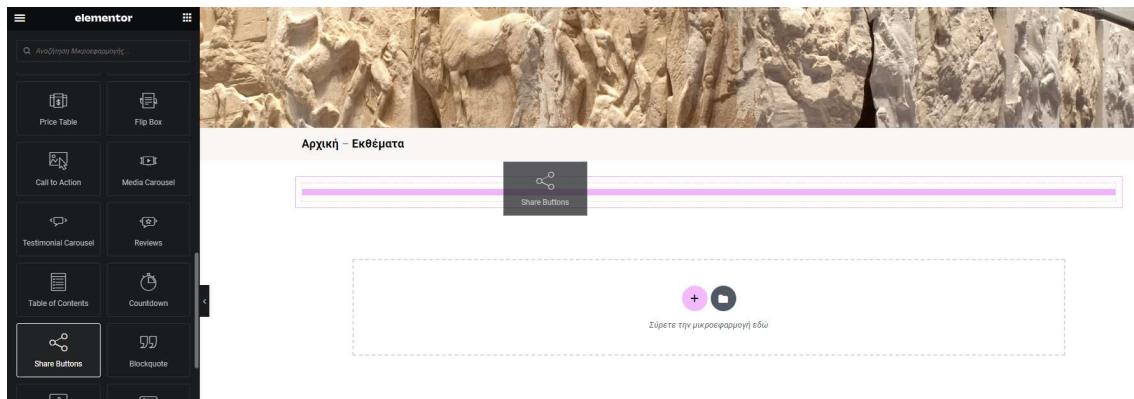 elementor
Αναζήτηση Μικροεφαρμογής...
Price Table
Flip Box
Call to Action
Media Carousel
Testimonial Carousel
Reviews
Table of Contents
Countdown
Share Buttons
Blockquote
Αρχική – Εκθέματα
Share Buttons
Σύρετε την μικροεφαρμογή εδώ